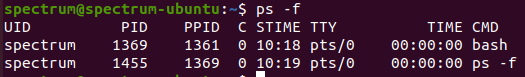 spectrum@spectrum-ubuntu:~$ ps -f
UID          PID    PPID  C STIME TTY          TIME CMD
spectrum    1369    1361  0 10:18 pts/0    00:00:00 bash
spectrum    1455    1369  0 10:19 pts/0    00:00:00 ps -f